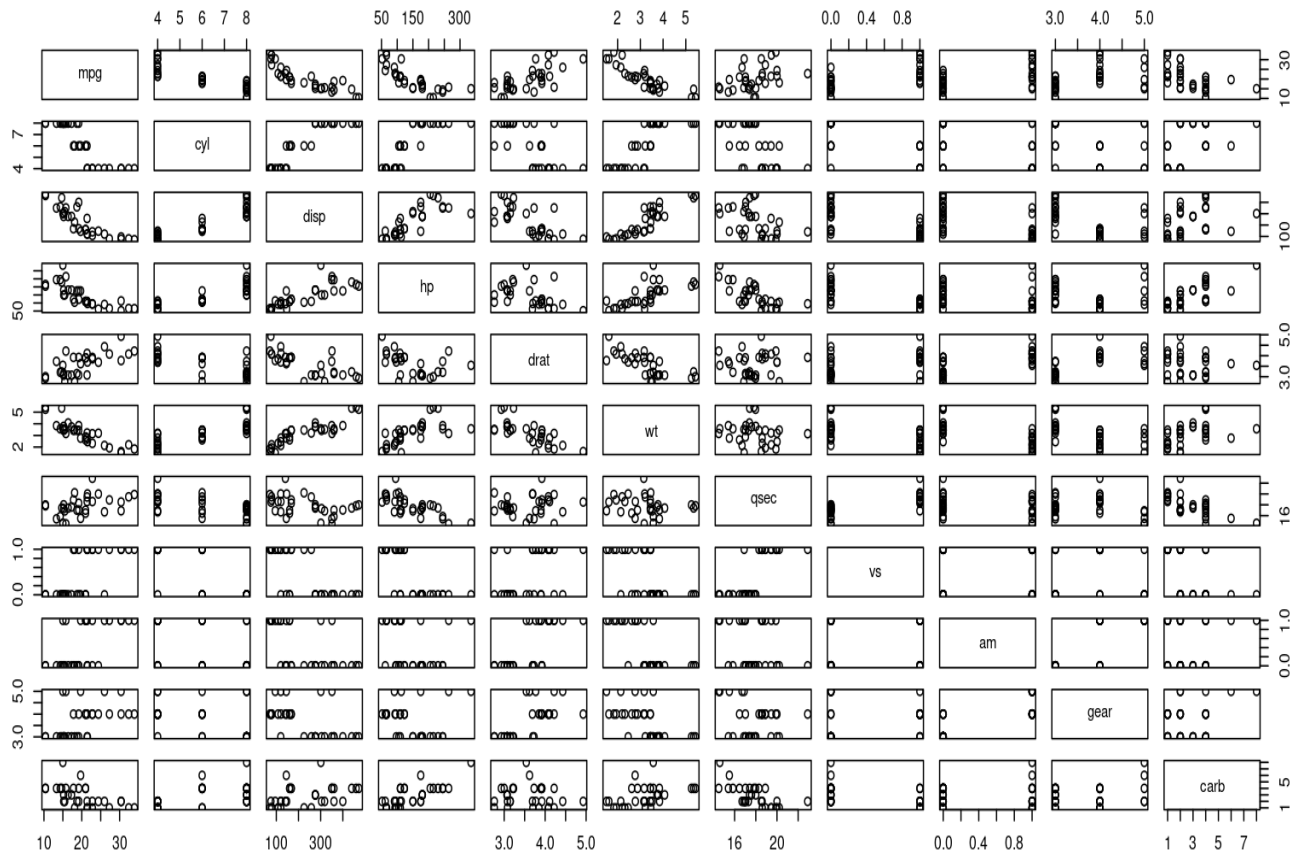 4 5 6 7 8 50 150 300 2 3 4 5 0.0 0.8 3.0 4.0 5.0
mpg 10 30
4 7 cyl
disp 100
50 hp
drat 3.0 5.0
2 5 wt
qsec 16
0.0 1.0 vs
am 0.0 1.0
3.0 5.0 gear
carb 1 5
10 20 30 100 300 3.0 4.0 5.0 16 20 0.0 0.4 0.8 1 3 5 7